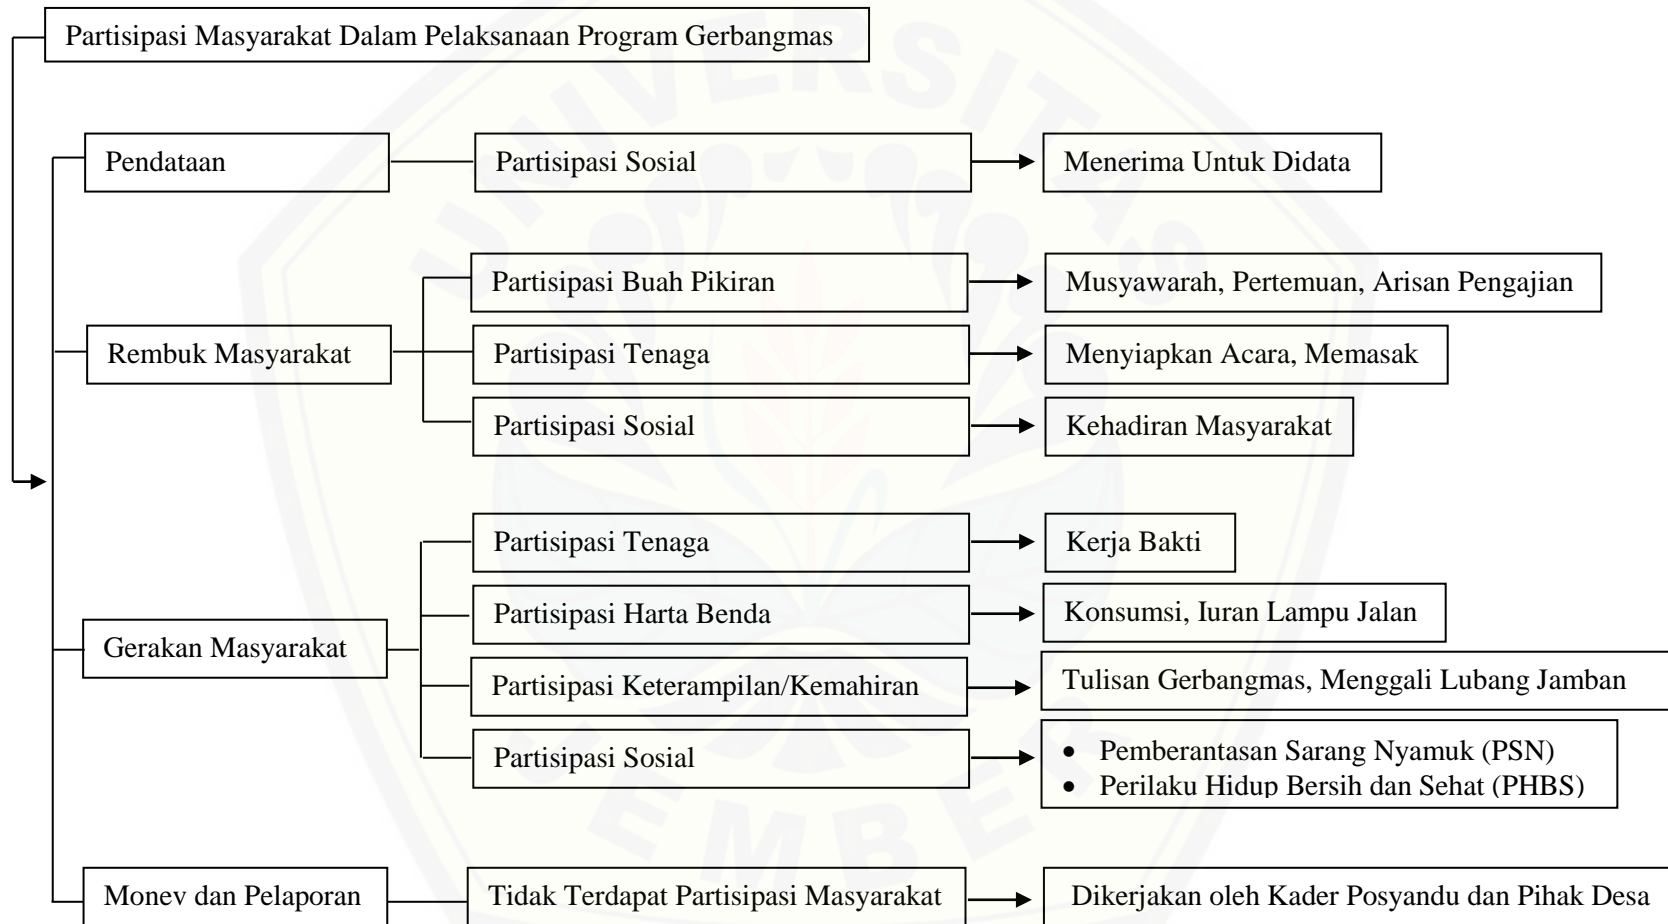 Partisipasi Masyarakat Dalam Pelaksanaan Program Gerbangmas
Pendataan
Partisipasi Sosial
Menerima Untuk Didata
Rembuk Masyarakat
Partisipasi Buah Pikiran
Musyawarah, Pertemuan, Arisan Pengajian
Partisipasi Tenaga
Menyiapkan Acara, Memasak
Partisipasi Sosial
Kehadiran Masyarakat
Gerakan Masyarakat
Partisipasi Tenaga
Kerja Bakti
Partisipasi Harta Benda
Konsumsi, Iuran Lampu Jalan
Partisipasi Keterampilan/Kemahiran
Tulisan Gerbangmas, Menggali Lubang Jamban
Partisipasi Sosial
• Pemberantasan Sarang Nyamuk (PSN)
• Perilaku Hidup Bersih dan Sehat (PHBS)
Monev dan Pelaporan
Tidak Terdapat Partisipasi Masyarakat
Dikerjakan oleh Kader Posyandu dan Pihak Desa
UNIVERSITAS
JEMBER